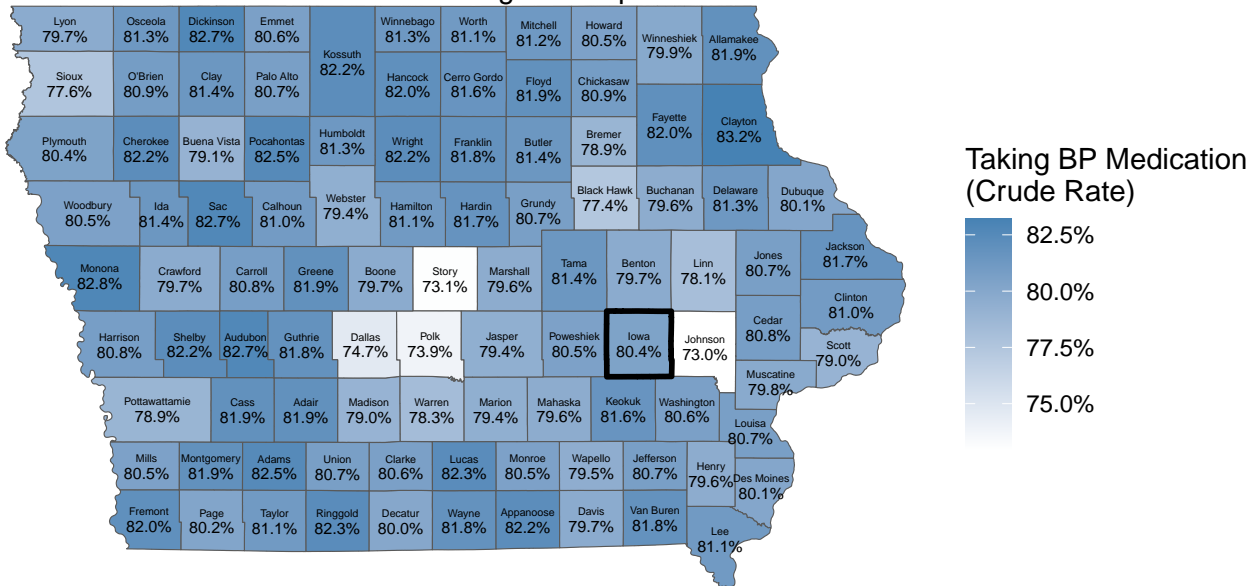 Lyon
79.7%
Osceola
81.3%
Dickinson
82.7%
Emmet
80.6%
Kossuth
82.2%
Winnebago
81.3%
Worth
81.1%
Mitchell
81.2%
Howard
80.5%
Winneshiek
79.9%
Allamakee
81.9%
Sioux
77.6%
O'Brien
80.9%
Clay
81.4%
Palo Alto
80.7%
Hancock
82.0%
Cerro Gordo
81.6%
Floyd
81.9%
Chickasaw
80.9%
Fayette
82.0%
Clayton
83.2%
Plymouth
80.4%
Cherokee
82.2%
Buena Vista
79.1%
Pocahontas
82.5%
Humboldt
81.3%
Wright
82.2%
Franklin
81.8%
Butler
81.4%
Bremer
78.9%
Woodbury
80.5%
Ida
81.4%
Sac
82.7%
Calhoun
81.0%
Webster
79.4%
Hamilton
81.1%
Hardin
81.7%
Grundy
80.7%
Black Hawk
77.4%
Buchanan
79.6%
Delaware
81.3%
Dubuque
80.1%
Monona
82.8%
Crawford
79.7%
Carroll
80.8%
Greene
81.9%
Boone
79.7%
Story
73.1%
Marshall
79.6%
Tama
81.4%
Benton
79.7%
Linn
78.1%
Jones
80.7%
Jackson
81.7%
Clinton
81.0%
Harrison
80.8%
Shelby
82.2%
Audubon
82.7%
Guthrie
81.8%
Dallas
74.7%
Polk
73.9%
Jasper
79.4%
Poweshiek
80.5%
Iowa
80.4%
Johnson
73.0%
Cedar
80.8%
Scott
79.0%
Muscatine
79.8%
Pottawattamie
78.9%
Cass
81.9%
Adair
81.9%
Madison
79.0%
Warren
78.3%
Marion
79.4%
Mahaska
79.6%
Keokuk
81.6%
Washington
80.6%
Louisa
80.7%
Mills
80.5%
Montgomery
81.9%
Adams
82.5%
Union
80.7%
Clarke
80.6%
Lucas
82.3%
Monroe
80.5%
Wapello
79.5%
Jefferson
80.7%
Henry
79.6%
Des Moines
80.1%
Fremont
82.0%
Page
80.2%
Taylor
81.1%
Ringgold
82.3%
Decatur
80.0%
Wayne
81.8%
Appanoose
82.2%
Davis
79.7%
Van Buren
81.8%
Lee
81.1%
Taking BP Medication
(Crude Rate)
82.5%
80.0%
77.5%
75.0%